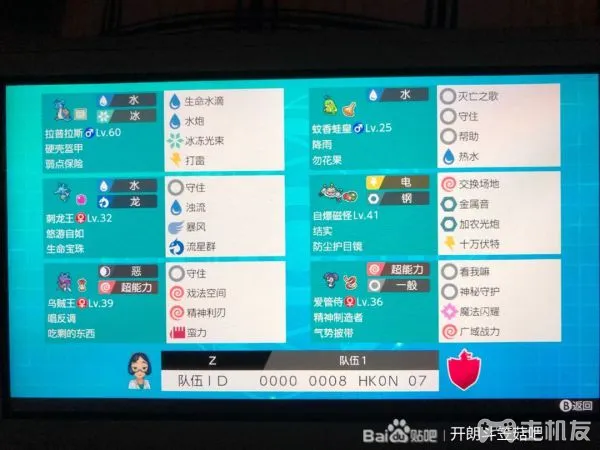 拉普拉斯♂Lv.60
硬壳盔甲
弱点保险
水
冰
生命水滴
水炮
冰冻光束
打雷
蚊香蛙皇♂Lv.25
降雨
勿花果
水
灭亡之歌
守住
帮助
热水
刺龙王♀Lv.32
悠游自如
生命宝珠
水
龙
守住
浊流
暴风
流星群
自爆磁怪Lv.41
结实
防尘护目镜
电
钢
交换场地
金属音
加农光炮
十万伏特
乌贼王♀Lv.39
唱反调
吃剩的东西
恶
超能力
守住
戏法空间
精神利刃
蛮力
爱管侍♀Lv.36
精神制造者
气势披带
超能力
一般
看我嘛
神秘守护
魔法闪耀
广域战力
Z 队伍1
队伍ID 0000 0008 HK0N 07
B返回
Baidu贴吧 开朗斗笠菇吧
老机友